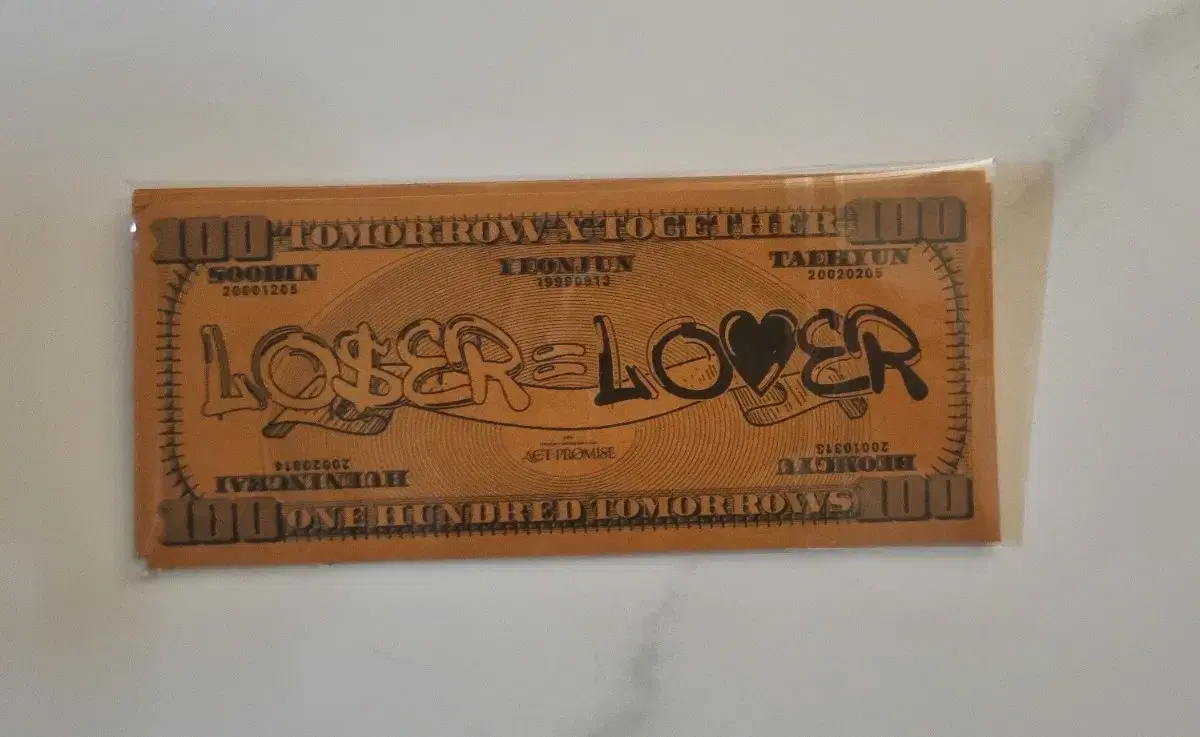 100 TOMORROW X TOGETHER 100
SOOBIN YEONJUN TAEHYUN
20001205 19990913 20020205
LO$ER=LO♥ER
ACT:PROMISE
20020814 20010313
HUENINGKAI BEOMGYU
100 ONE HUNDRED TOMORROWS 100